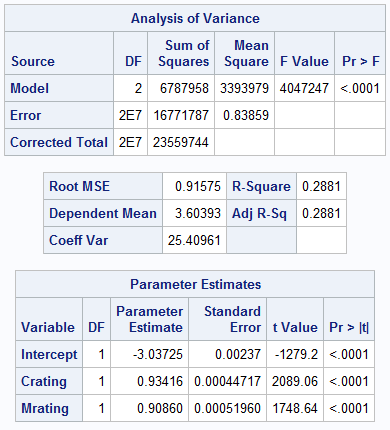 Analysis of Variance
Source DF Sum of Squares Mean Square F Value Pr > F
Model 2 6787958 3393979 4047247 <.0001
Error 2E7 16771787 0.83859
Corrected Total 2E7 23559744
Root MSE 0.91575 R-Square 0.2881
Dependent Mean 3.60393 Adj R-Sq 0.2881
Coeff Var 25.40961
Parameter Estimates
Variable DF Parameter Estimate Standard Error t Value Pr > |t|
Intercept 1 -3.03725 0.00237 -1279.2 <.0001
Crating 1 0.93416 0.00044717 2089.06 <.0001
Mrating 1 0.90860 0.00051960 1748.64 <.0001